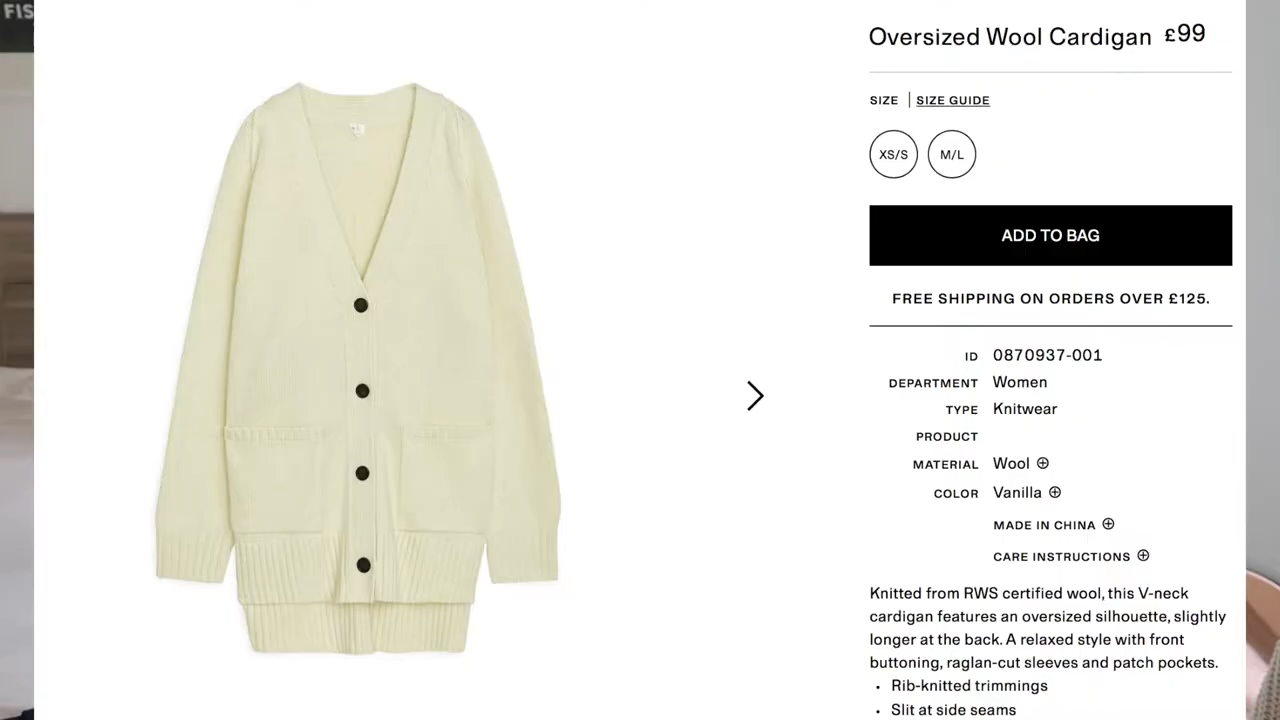 FIS
Oversized Wool Cardigan £99
SIZE | SIZE GUIDE
XS/S M/L
ADD TO BAG
FREE SHIPPING ON ORDERS OVER £125.
ID 0870937-001
DEPARTMENT Women
TYPE Knitwear
PRODUCT
MATERIAL Wool
COLOR Vanilla
MADE IN CHINA
CARE INSTRUCTIONS
Knitted from RWS certified wool, this V-neck
cardigan features an oversized silhouette, slightly
longer at the back. A relaxed style with front
buttoning, raglan-cut sleeves and patch pockets.
• Rib-knitted trimmings
• Slit at side seams